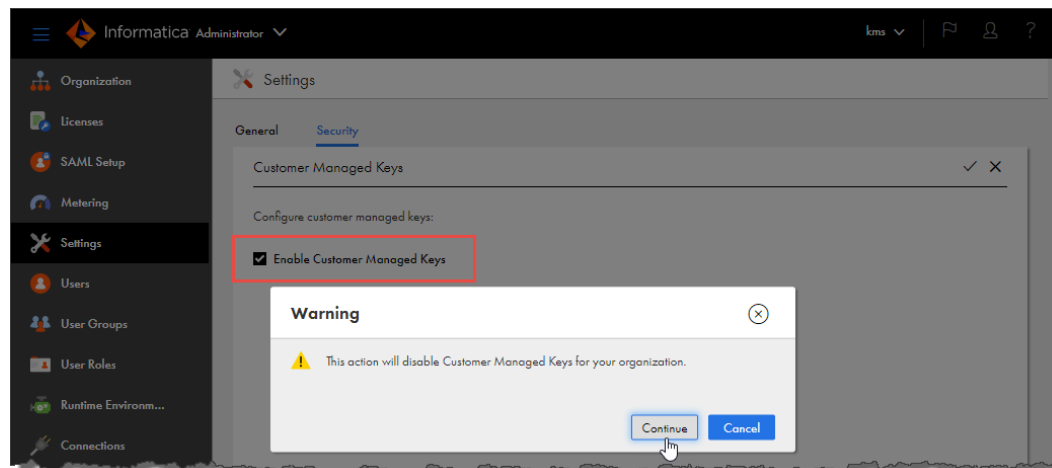 Informatica Administrator
kms
?
Organization
Settings
Licenses
General Security
SAML Setup
Customer Managed Keys
Metering
Configure customer managed keys:
Settings
Enable Customer Managed Keys
Users
Warning
User Groups
This action will disable Customer Managed Keys for your organization.
User Roles
Runtime Environm...
Continue Cancel
Connections